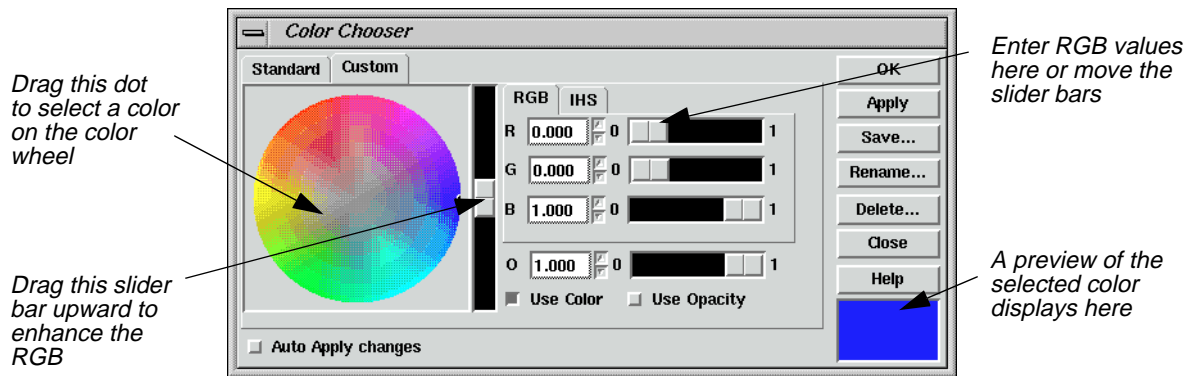 Color Chooser
Standard Custom
Drag this dot
to select a color
on the color
wheel
Drag this slider
bar upward to
enhance the
RGB
RGB IHS
R 0.000 0 1
G 0.000 0 1
B 1.000 0 1
O 1.000 0 1
Use Color Use Opacity
Auto Apply changes
OK
Apply
Save...
Rename...
Delete...
Close
Help
Enter RGB values
here or move the
slider bars
A preview of the
selected color
displays here